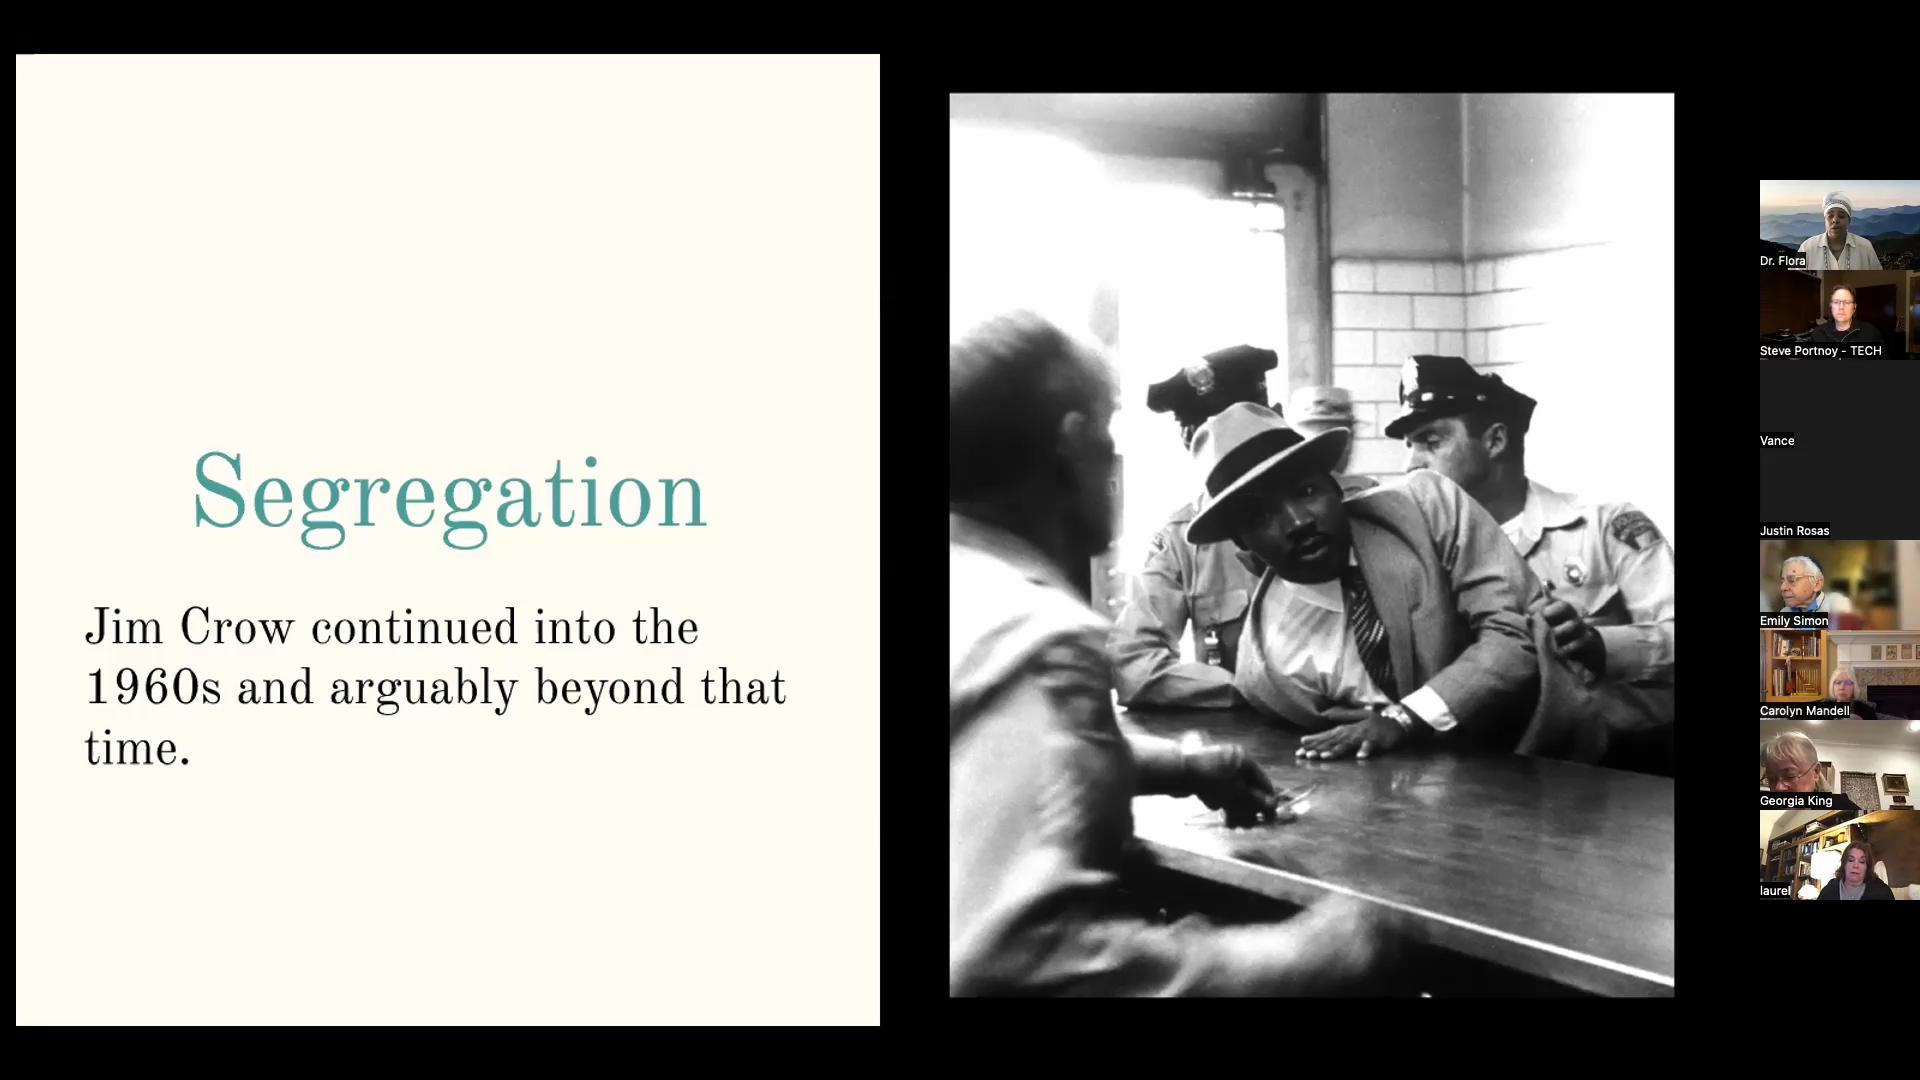 Segregation
Jim Crow continued into the
1960s and arguably beyond that
time.
Dr. Flora
Steve Portnoy - TECH
Vance
Justin Rosas
Emily Simon
Carolyn Mandell
Georgia King
laurel